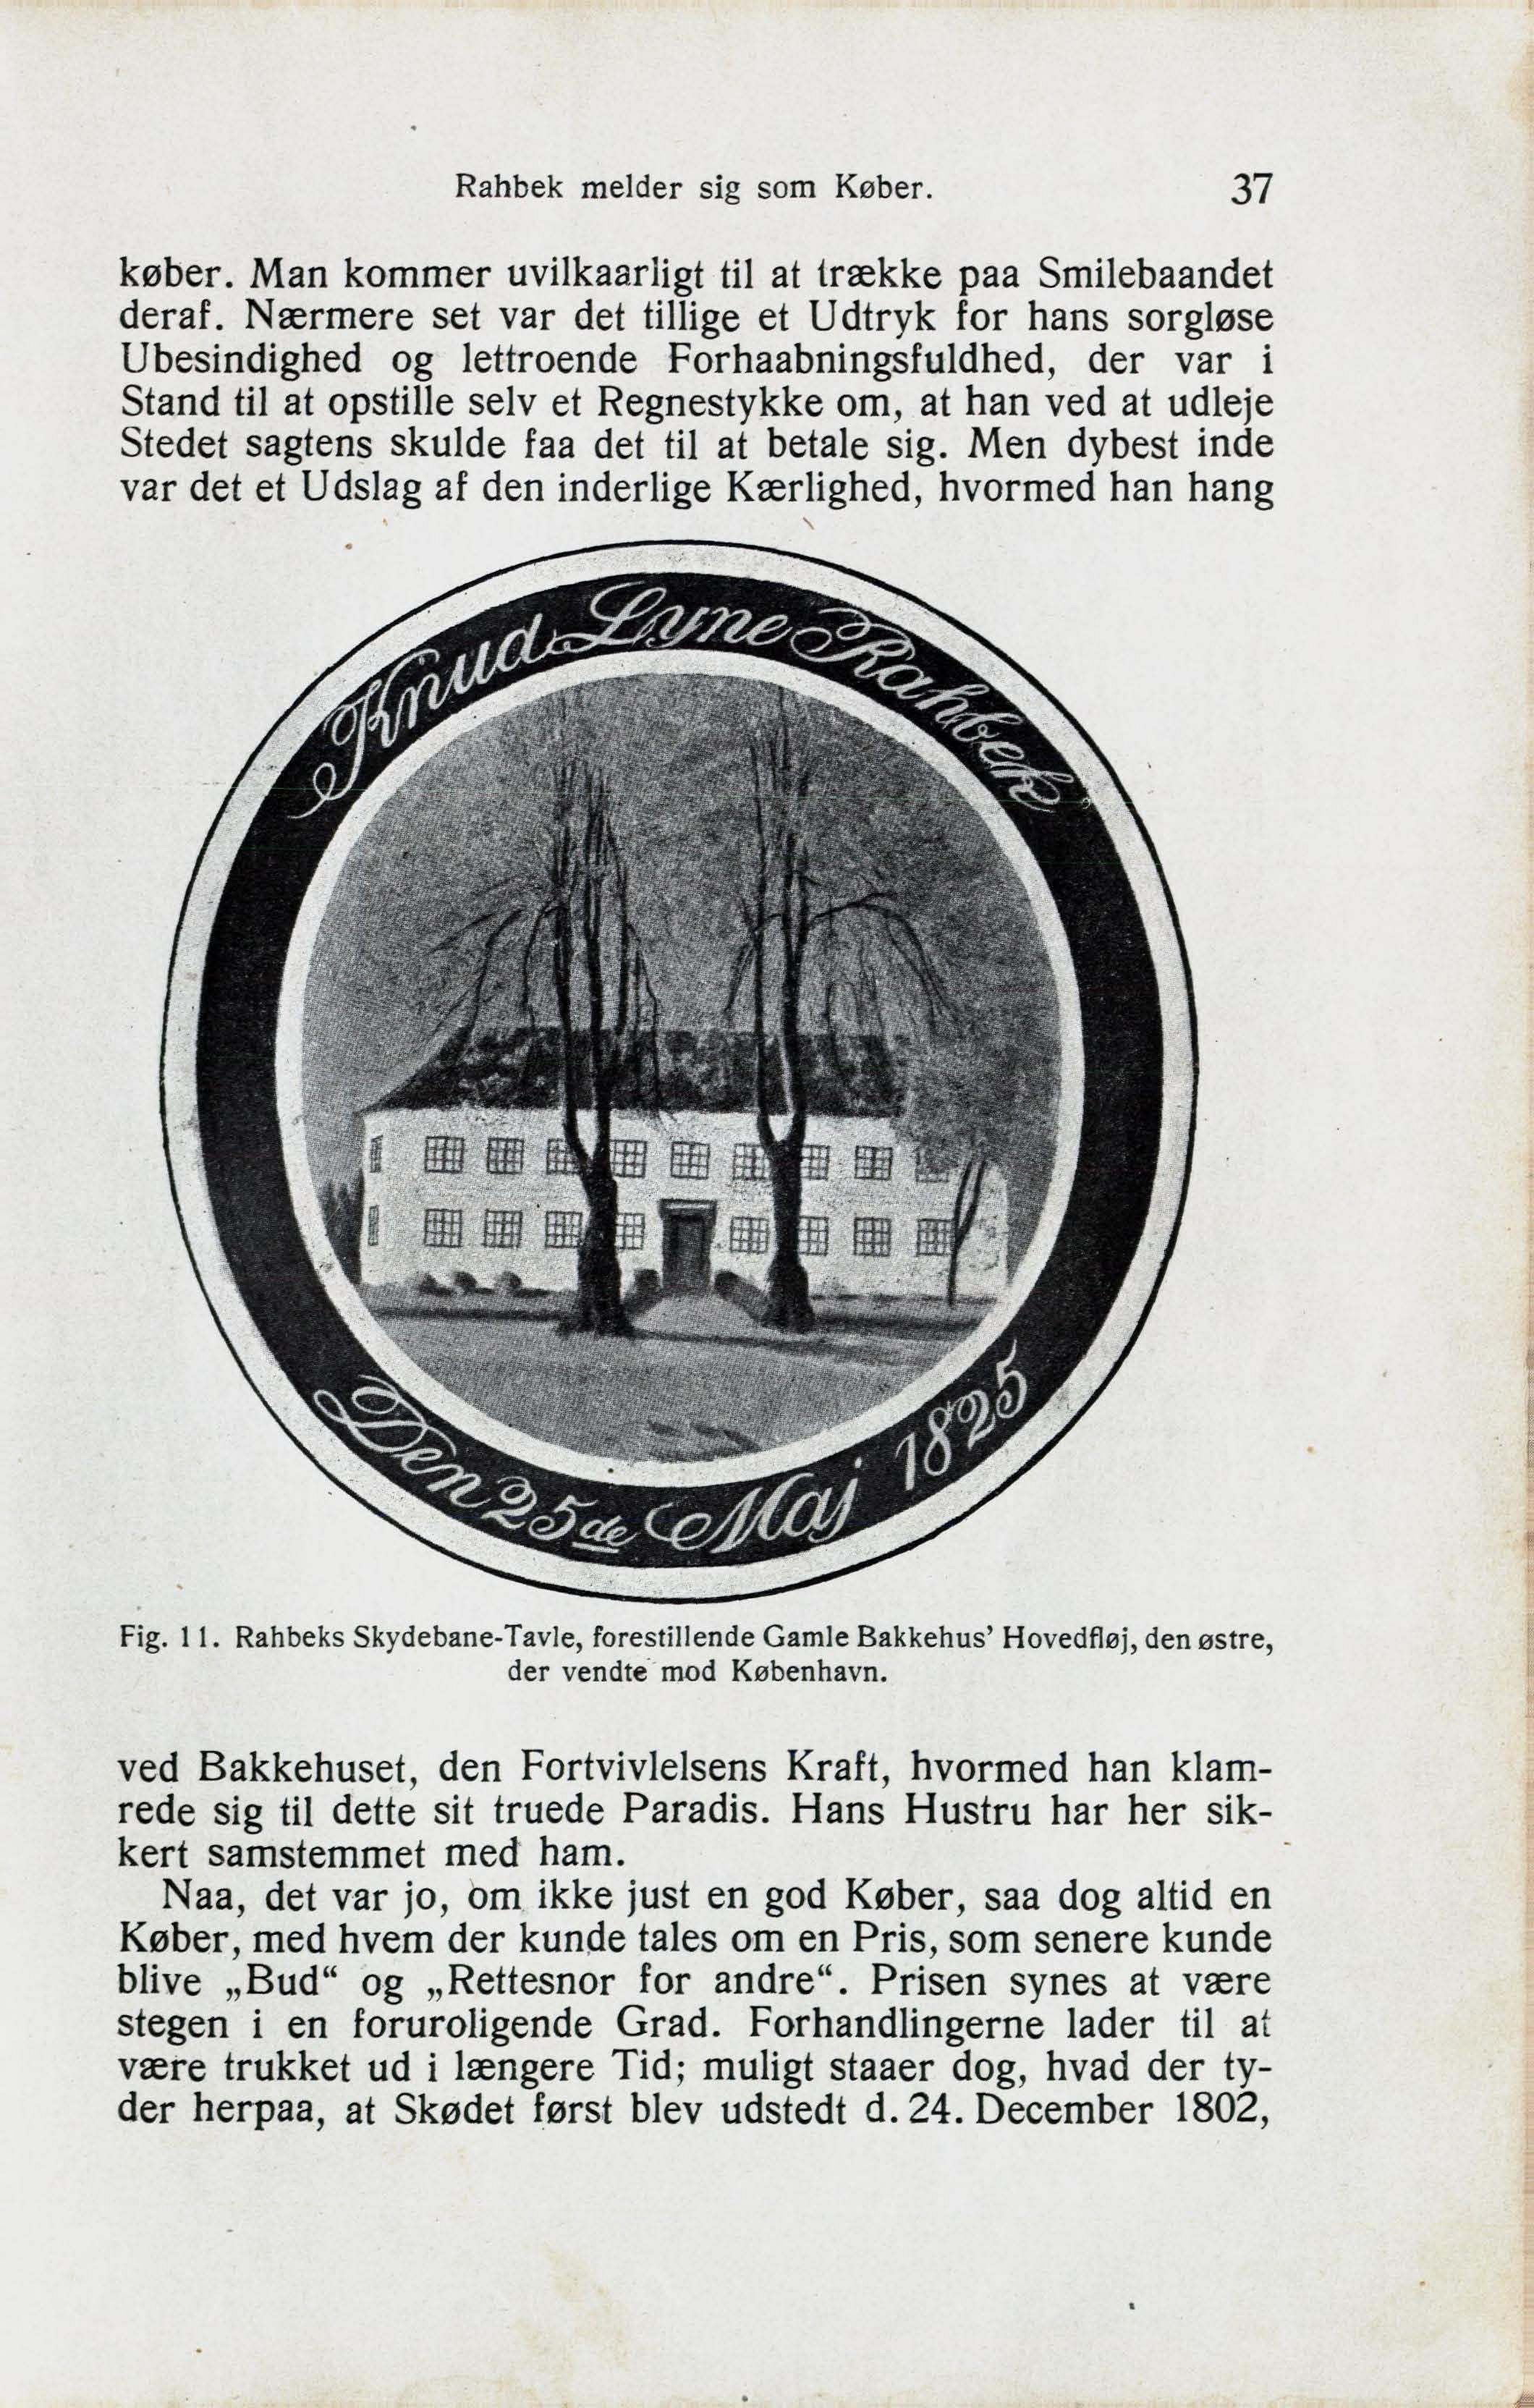 Rahbek melder sig som Køber. 37
køber. Man kommer uvilkaarligt til at trække paa Smilebaandet
deraf. Nærmere set var det tillige et Udtryk for hans sorgløse
Ubesindighed og lettroende Forhaabningsfuldhed, der var i
Stand til at opstille selv et Regnestykke om, at han ved at udleje
Stedet sagtens skulde faa det til at betale sig. Men dybest inde
var det et Udslag af den inderlige Kærlighed, hvormed han hang
Knud Lyne Rahbek
Den 25de Maj 1825
Fig. 11. Rahbeks Skydebane-Tavle, forestillende Gamle Bakkehus’ Hovedfløj, den østre,
der vendte mod København.
ved Bakkehuset, den Fortvivlelsens Kraft, hvormed han klam-
rede sig til dette sit truede Paradis. Hans Hustru har her sik-
kert samstemmet med ham.
Naa, det var jo, om ikke just en god Køber, saa dog altid en
Køber, med hvem der kunde tales om en Pris, som senere kunde
blive „Bud“ og „Rettesnor for andre“. Prisen synes at være
stegen i en foruroligende Grad. Forhandlingerne lader til at
være trukket ud i længere Tid; muligt staaer dog, hvad der ty-
der herpaa, at Skødet først blev udstedt d. 24. December 1802,